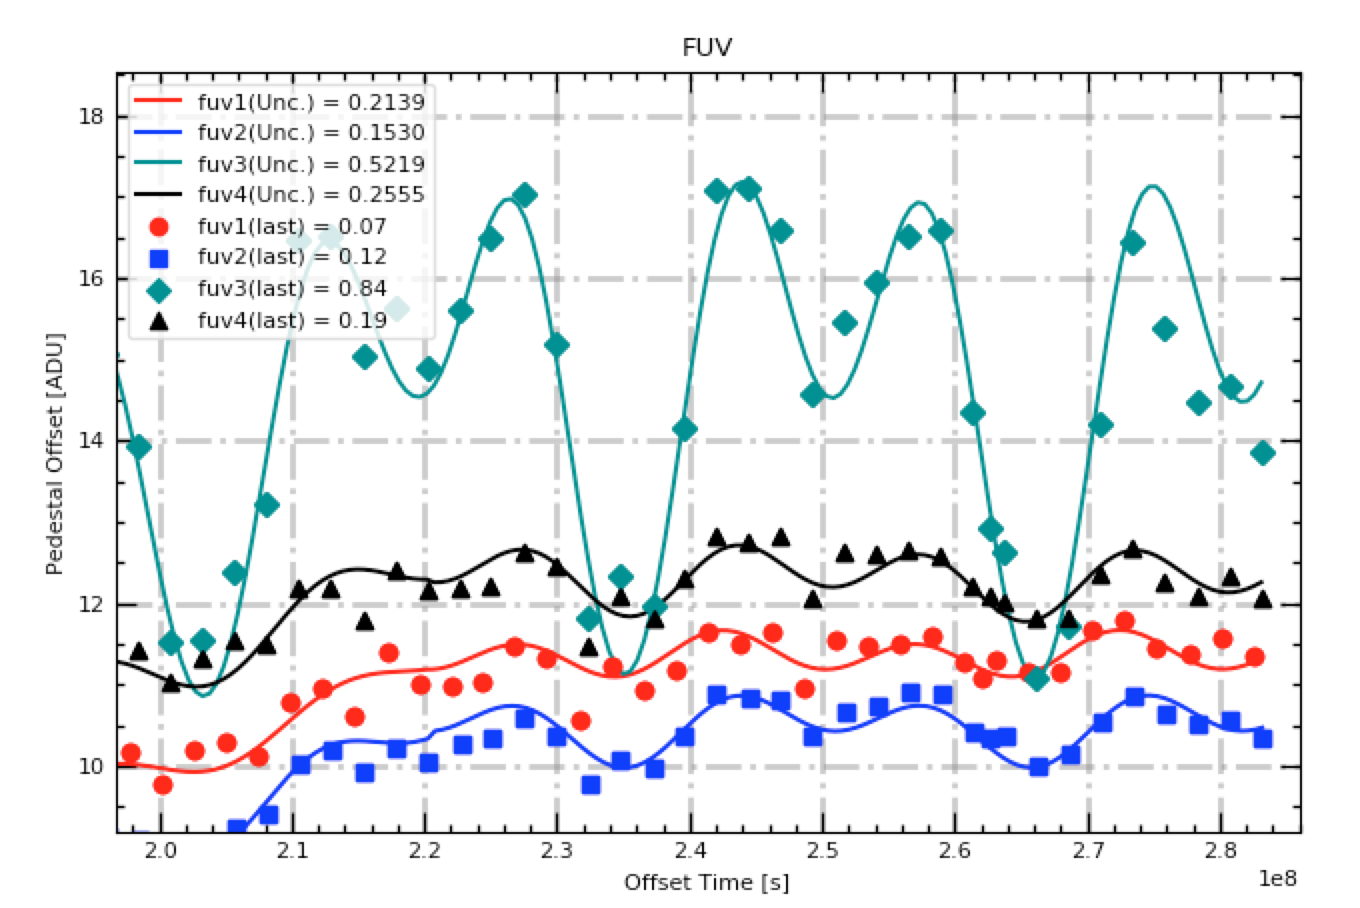 FUV
fuv1(Unc.) = 0.2139
fuv2(Unc.) = 0.1530
fuv3(Unc.) = 0.5219
fuv4(Unc.) = 0.2555
fuv1(last) = 0.07
fuv2(last) = 0.12
fuv3(last) = 0.84
fuv4(last) = 0.19
18
16
14
12
10
Pedestal Offset [ADU]
2.0 2.1 2.2 2.3 2.4 2.5 2.6 2.7 2.8
1e8
Offset Time [s]